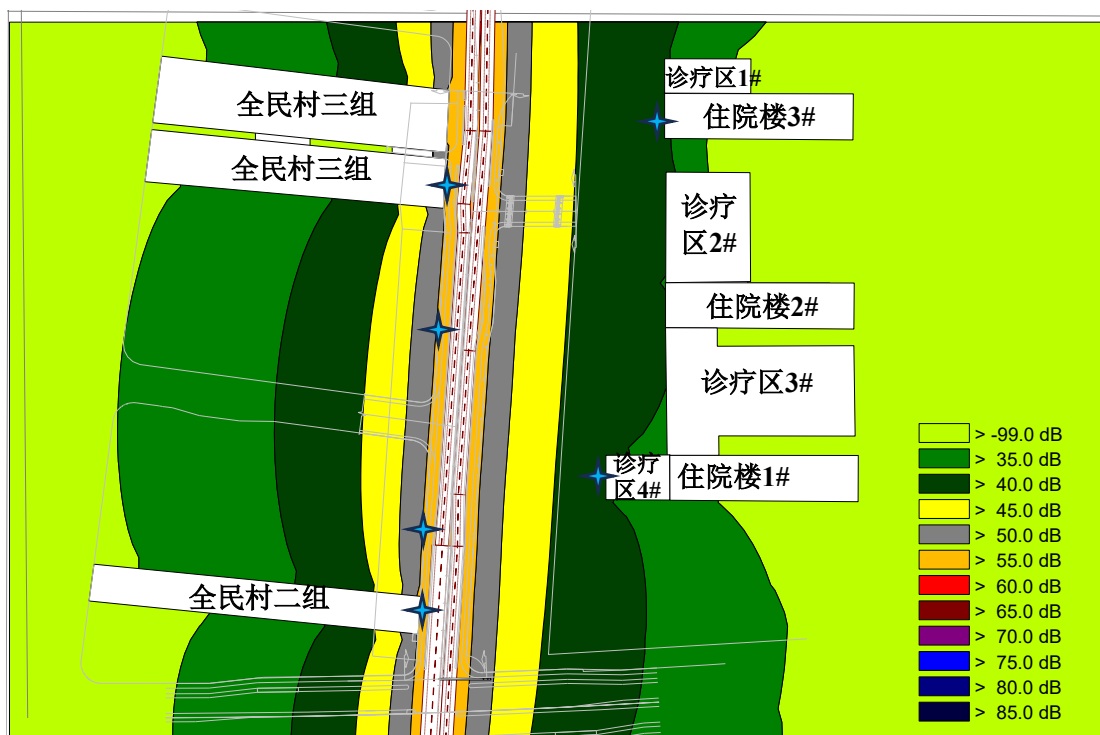 诊疗区1#
全民村三组
住院楼3#
全民村三组
诊疗
区2#
住院楼2#
诊疗区3#
诊疗
区4#
住院楼1#
全民村二组
> -99.0 dB
> 35.0 dB
> 40.0 dB
> 45.0 dB
> 50.0 dB
> 55.0 dB
> 60.0 dB
> 65.0 dB
> 70.0 dB
> 75.0 dB
> 80.0 dB
> 85.0 dB